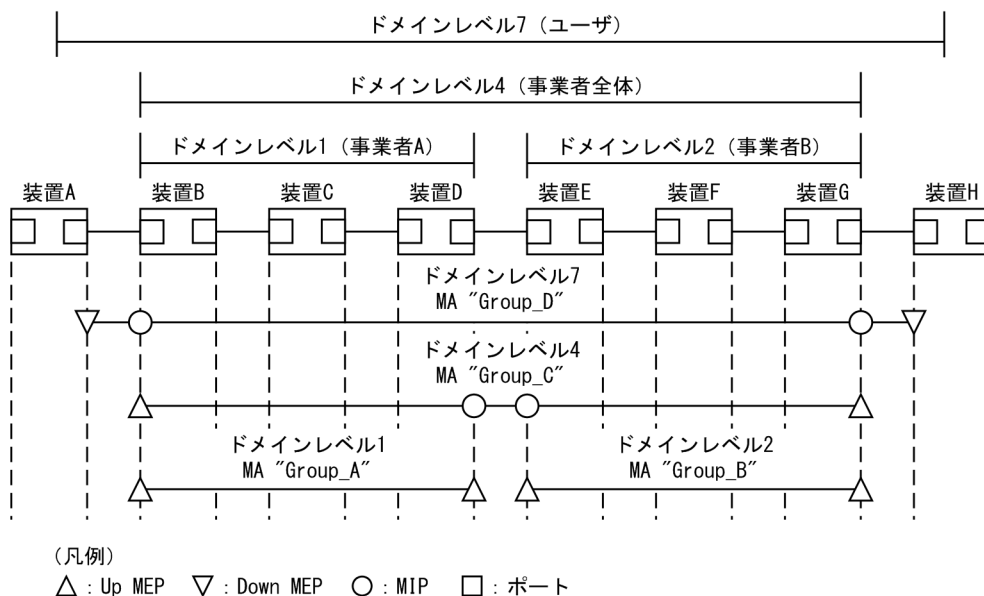 ドメインレベル7（ユーザ）
ドメインレベル4（事業者全体）
ドメインレベル1（事業者A）
ドメインレベル2（事業者B）
装置A
装置B
装置C
装置D
装置E
装置F
装置G
装置H
ドメインレベル7
MA "Group_D"
ドメインレベル4
MA "Group_C"
ドメインレベル1
MA "Group_A"
ドメインレベル2
MA "Group_B"
（凡例）
△：Up MEP ▽：Down MEP ○：MIP □：ポート